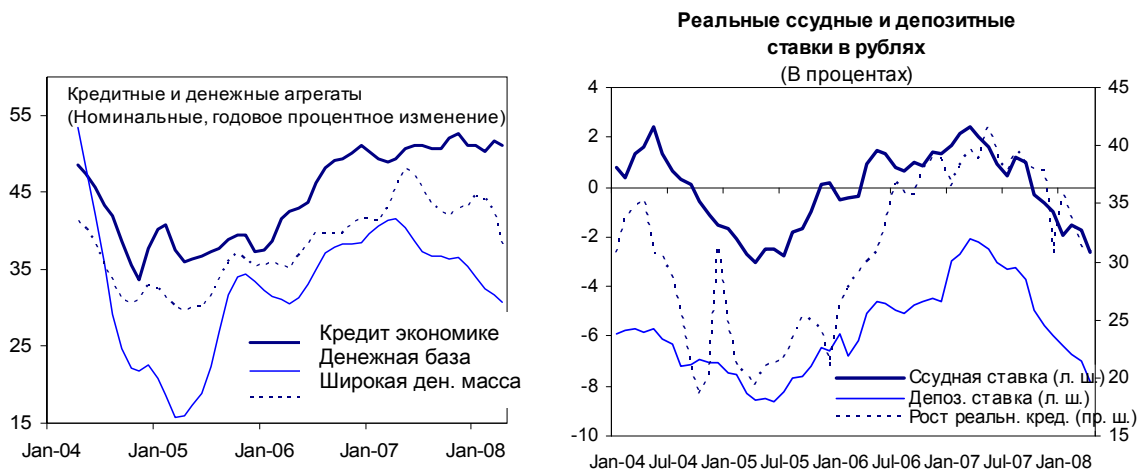 Кредитные и денежные агрегаты
(Номинальные, годовое процентное изменение)
55
45
35
25
15
Кредит экономике
Денежная база
Широкая ден. масса
Jan-04
Jan-05
Jan-06
Jan-07
Jan-08
Реальные ссудные и депозитные
ставки в рублях
(В процентах)
4
2
0
-2
-4
-6
-8
-10
45
40
35
30
25
20
15
Ссудная ставка (л. ш.)
Депоз. ставка (л. ш.)
Рост реальн. кред. (пр. ш.)
Jan-04 Jul-04 Jan-05 Jul-05 Jan-06 Jul-06 Jan-07 Jul-07 Jan-08